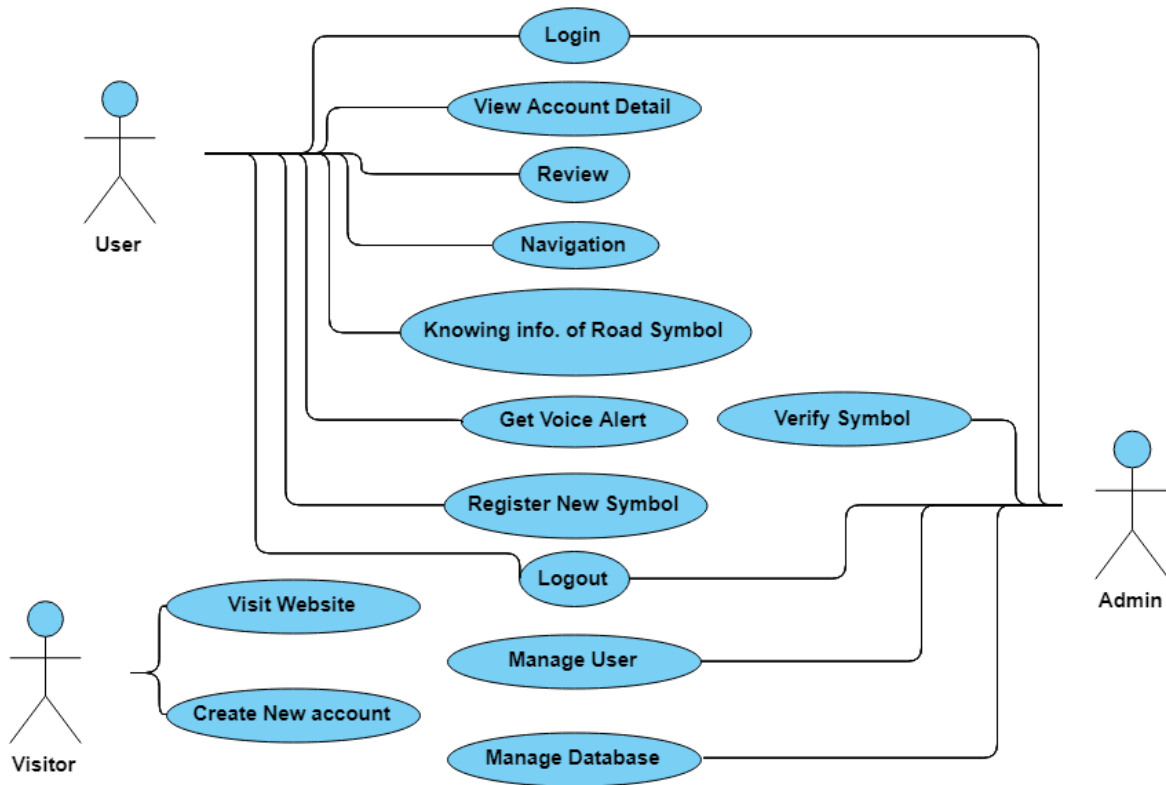 Login
View Account Detail
Review
User
Navigation
Knowing info. of Road Symbol
Get Voice Alert
Verify Symbol
Register New Symbol
Logout
Admin
Visit Website
Manage User
Create New account
Manage Database
Visitor